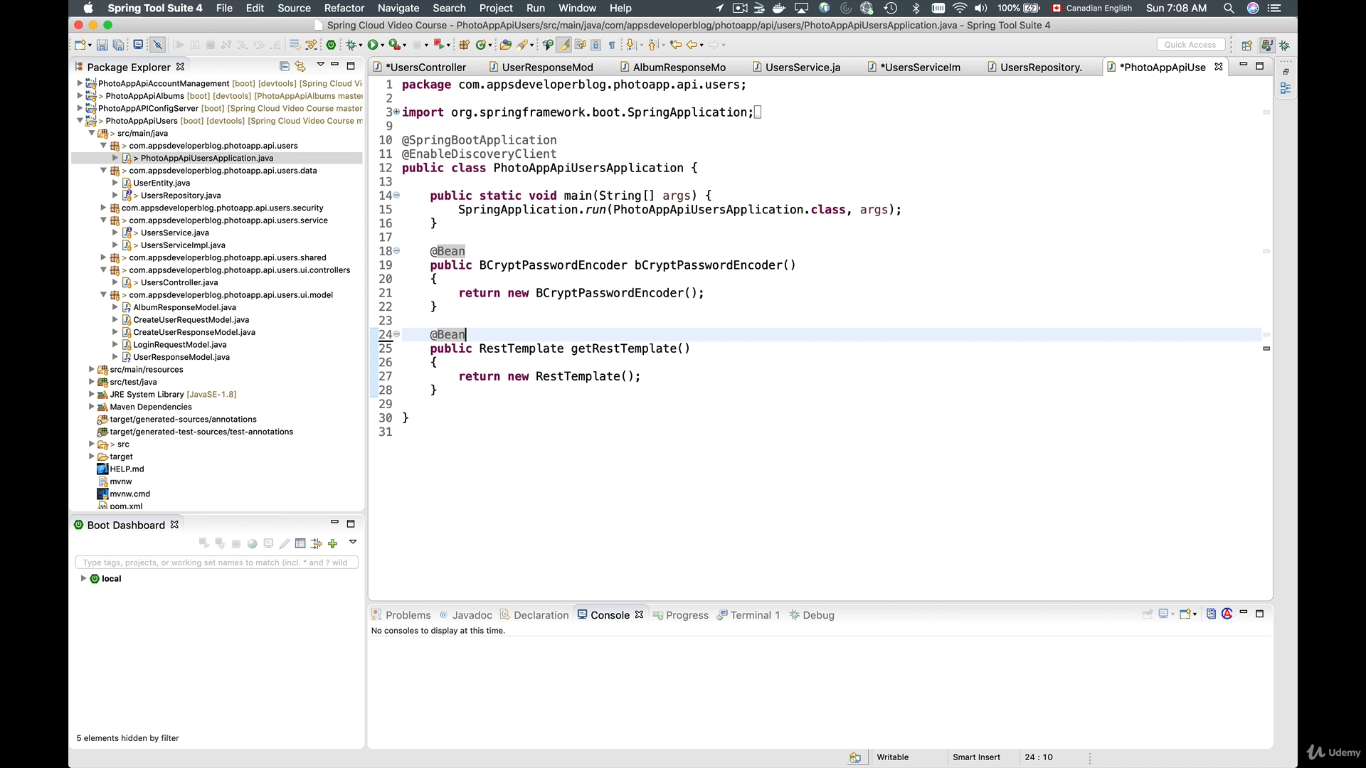 Spring Tool Suite 4 File Edit Source Refactor Navigate Search Project Run Window Help 100% Canadian English Sun 7:08 AM
Spring Cloud Video Course - PhotoAppApiUsers/src/main/java/com/appsdeveloperblog/photoapp/api/users/PhotoAppApiUsersApplication.java - Spring Tool Suite 4
Quick Access
Package Explorer
*UsersController UserResponseMod AlbumResponseMo UsersService.ja *UsersServiceIm UsersRepository. *PhotoAppApiUse
PhotoAppApiAccountManagement [boot] [devtools] [Spring Cloud Vi
> PhotoAppApiAlbums [boot] [devtools] [Spring Cloud Video Course maste
PhotoAppAPIConfigServer [boot] [Spring Cloud Video Course master
> PhotoAppApiUsers [boot] [devtools] [Spring Cloud Video Course m
> src/main/java
> com.appsdeveloperblog.photoapp.api.users
> PhotoAppApiUsersApplication.java
> com.appsdeveloperblog.photoapp.api.users.data
UserEntity.java
> UsersRepository.java
com.appsdeveloperblog.photoapp.api.users.security
> com.appsdeveloperblog.photoapp.api.users.service
> UsersService.java
> UsersServiceImpl.java
> com.appsdeveloperblog.photoapp.api.users.shared
> com.appsdeveloperblog.photoapp.api.users.ui.controllers
> UsersController.java
> com.appsdeveloperblog.photoapp.api.users.ui.model
AlbumResponseModel.java
CreateUserRequestModel.java
CreateUserResponseModel.java
LoginRequestModel.java
UserResponseModel.java
src/main/resources
src/test/java
JRE System Library [JavaSE-1.8]
Maven Dependencies
target/generated-sources/annotations
target/generated-test-sources/test-annotations
> src
target
HELP.md
mvnw
mvnw.cmd
pom.xml
1 package com.appsdeveloperblog.photoapp.api.users;
2
3 import org.springframework.boot.SpringApplication;
9
10 @SpringBootApplication
11 @EnableDiscoveryClient
12 public class PhotoAppApiUsersApplication {
13
14 public static void main(String[] args) {
15 SpringApplication.run(PhotoAppApiUsersApplication.class, args);
16 }
17
18 @Bean
19 public BCryptPasswordEncoder bCryptPasswordEncoder()
20 {
21 return new BCryptPasswordEncoder();
22 }
23
24 @Bean
25 public RestTemplate getRestTemplate()
26 {
27 return new RestTemplate();
28 }
29
30 }
31
Boot Dashboard
Type tags, projects, or working set names to match (incl. * and ? wild
local
5 elements hidden by filter
Problems @ Javadoc Declaration Console Progress Terminal 1 Debug
No consoles to display at this time.
Writable Smart Insert 24 : 10
Udemy